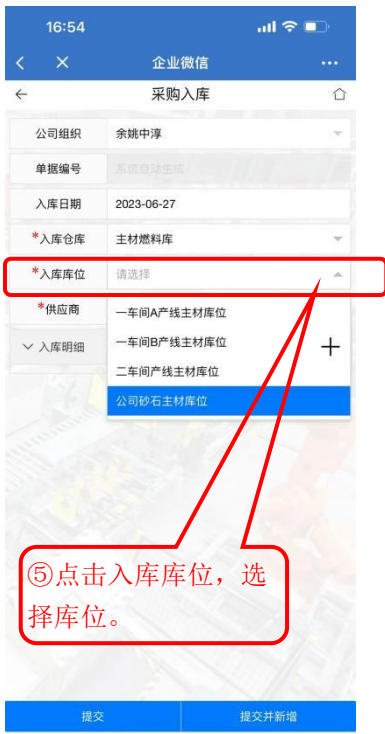 16:54
企业微信
采购入库
公司组织 余姚中淳
单据编号 系统自动生成
入库日期 2023-06-27
*入库仓库 主材燃料库
*入库库位 请选择
*供应商
一车间A产线主材库位
入库明细 一车间B产线主材库位
二车间产线主材库位
公司砂石主材库位
⑤点击入库库位，选
择库位。
提交 提交并新增